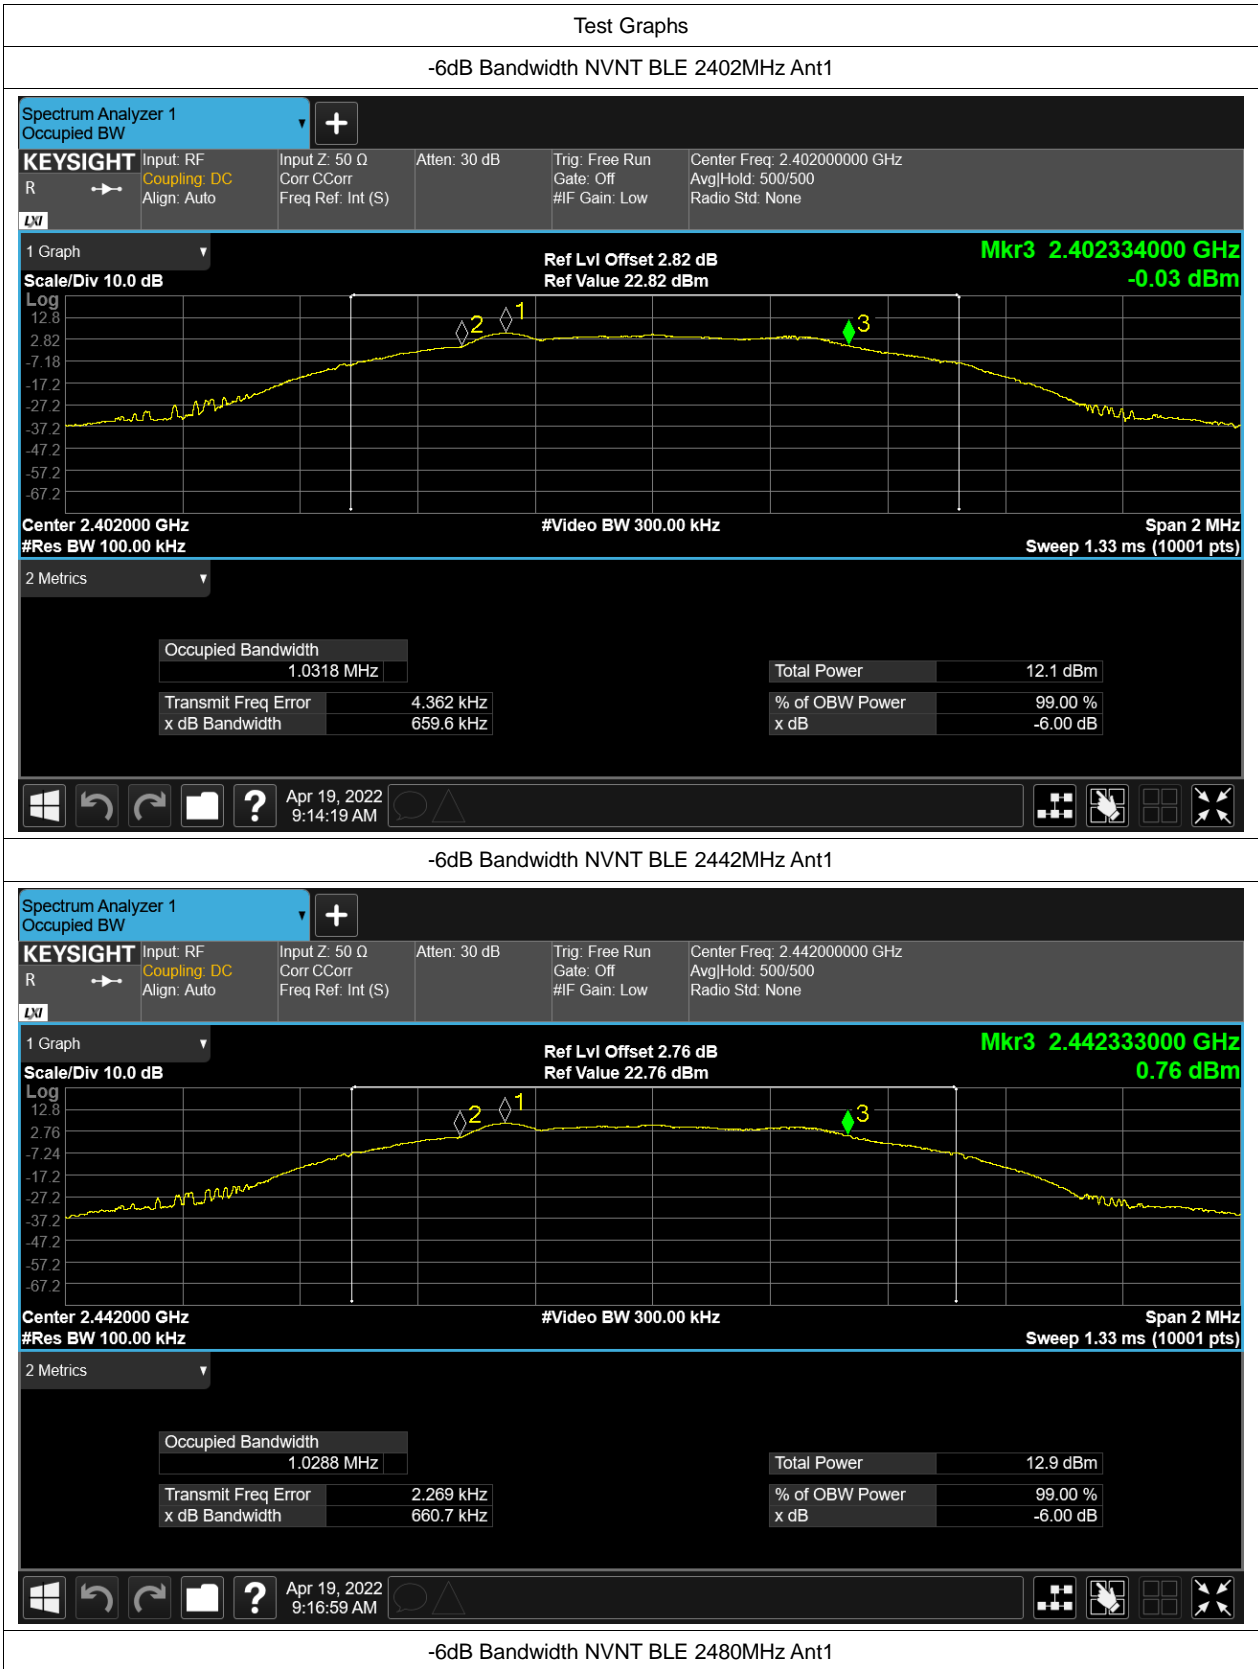 Test Graphs
-6dB Bandwidth NVNT BLE 2402MHz Ant1
Spectrum Analyzer 1
Occupied BW
KEYSIGHT
R
LXI
Input: RF
Coupling: DC
Align: Auto
Input Z: 50 Ω
Corr CCorr
Freq Ref: Int (S)
Atten: 30 dB
Trig: Free Run
Gate: Off
#IF Gain: Low
Center Freq: 2.402000000 GHz
Avg|Hold: 500/500
Radio Std: None
1 Graph
Scale/Div 10.0 dB
Ref Lvl Offset 2.82 dB
Ref Value 22.82 dBm
Mkr3 2.402334000 GHz
-0.03 dBm
Log
12.8
2.82
-7.18
-17.2
-27.2
-37.2
-47.2
-57.2
-67.2
2
1
3
Center 2.402000 GHz
#Res BW 100.00 kHz
#Video BW 300.00 kHz
Span 2 MHz
Sweep 1.33 ms (10001 pts)
2 Metrics
Occupied Bandwidth
1.0318 MHz
Total Power 12.1 dBm
Transmit Freq Error 4.362 kHz
% of OBW Power 99.00 %
x dB Bandwidth 659.6 kHz
x dB -6.00 dB
?
Apr 19, 2022
9:14:19 AM
-6dB Bandwidth NVNT BLE 2442MHz Ant1
Spectrum Analyzer 1
Occupied BW
KEYSIGHT
R
LXI
Input: RF
Coupling: DC
Align: Auto
Input Z: 50 Ω
Corr CCorr
Freq Ref: Int (S)
Atten: 30 dB
Trig: Free Run
Gate: Off
#IF Gain: Low
Center Freq: 2.442000000 GHz
Avg|Hold: 500/500
Radio Std: None
1 Graph
Scale/Div 10.0 dB
Ref Lvl Offset 2.76 dB
Ref Value 22.76 dBm
Mkr3 2.442333000 GHz
0.76 dBm
Log
12.8
2.76
-7.24
-17.2
-27.2
-37.2
-47.2
-57.2
-67.2
2
1
3
Center 2.442000 GHz
#Res BW 100.00 kHz
#Video BW 300.00 kHz
Span 2 MHz
Sweep 1.33 ms (10001 pts)
2 Metrics
Occupied Bandwidth
1.0288 MHz
Total Power 12.9 dBm
Transmit Freq Error 2.269 kHz
% of OBW Power 99.00 %
x dB Bandwidth 660.7 kHz
x dB -6.00 dB
?
Apr 19, 2022
9:16:59 AM
-6dB Bandwidth NVNT BLE 2480MHz Ant1